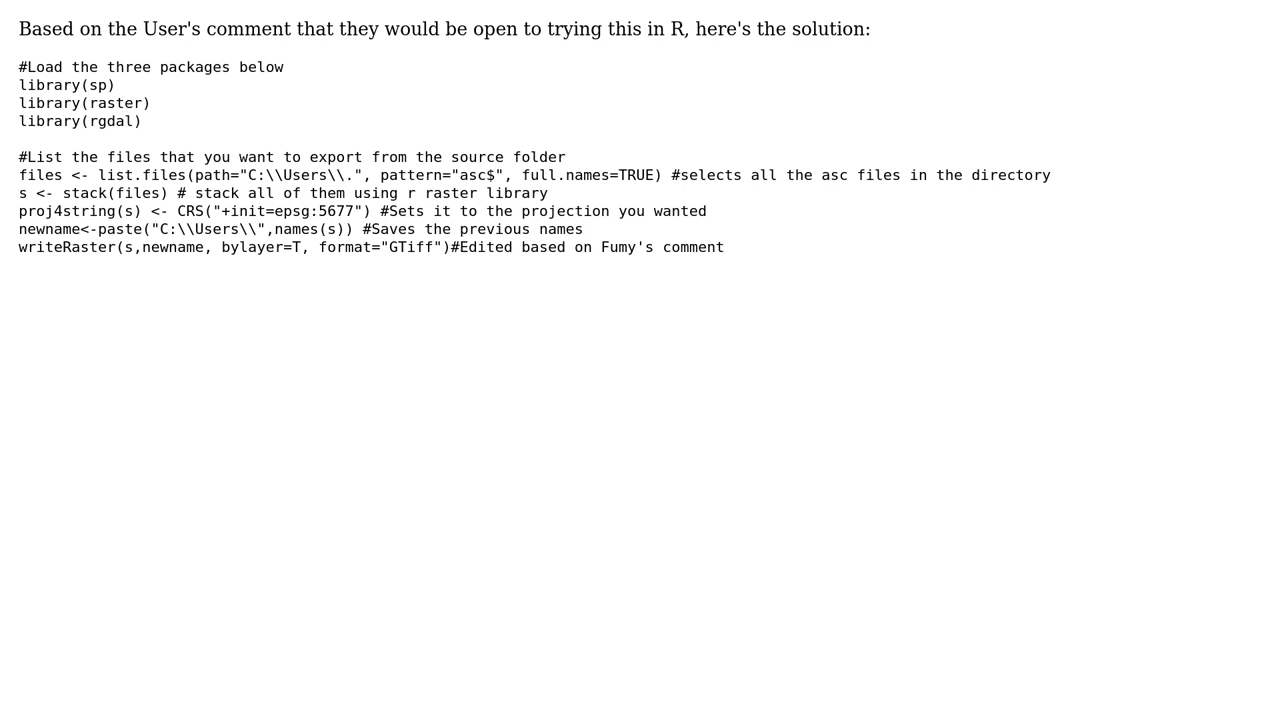 Based on the User's comment that they would be open to trying this in R, here's the solution:
#Load the three packages below
library(sp)
library(raster)
library(rgdal)
#List the files that you want to export from the source folder
files <- list.files(path="C:\\Users\\.", pattern="asc$", full.names=TRUE) #selects all the asc files in the directory
s <- stack(files) # stack all of them using r raster library
proj4string(s) <- CRS("+init=epsg:5677") #Sets it to the projection you wanted
newname<-paste("C:\\Users\\",names(s)) #Saves the previous names
writeRaster(s,newname, bylayer=T, format="GTiff")#Edited based on Fumy's comment